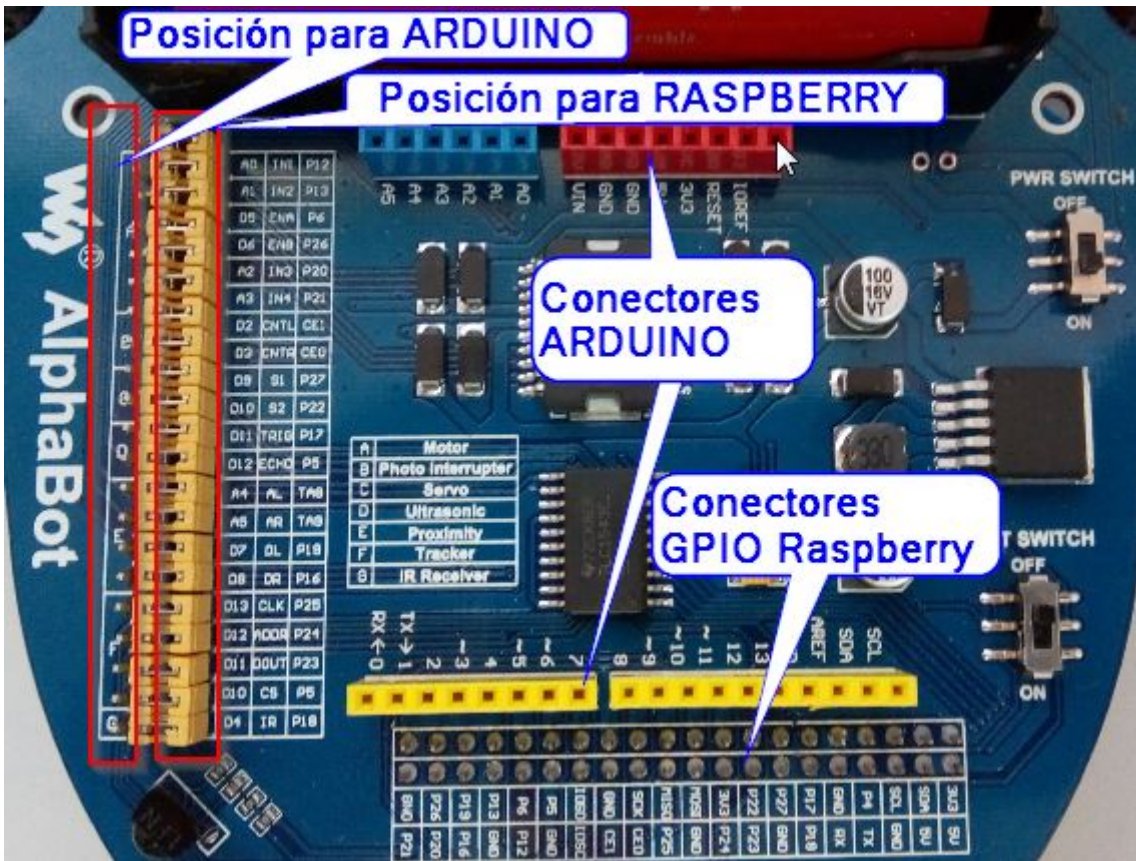 Posición para ARDUINO
Posición para RASPBERRY
A5 A4 A3 A2 A1 A0
VIN GND GND 3V3 RESET IOREF
PWR SWITCH
OFF
ON
A0 IN1 P12
A1 IN2 P13
D5 ENA P6
D6 ENB P26
A2 IN3 P20
A3 IN4 P21
D2 CNTL CE1
D3 CNTR CE0
D9 S1 P27
D10 S2 P22
D11 TRIG P17
D12 ECHO P5
A4 AL TA8
A5 AR TA9
D7 DL P19
D8 DR P16
D13 CLK P25
D12 ADDR P24
D11 DOUT P23
D10 CS P5
D4 IR P18
® AlphaBot
100
16V
VT
Conectores
ARDUINO
A Motor
B Photo Interrupter
C Servo
D Ultrasonic
E Proximity
F Tracker
G IR Receiver
Conectores
GPIO Raspberry
T SWITCH
OFF
ON
RX←0 TX→1 2 ~3 4 ~5 ~6 7 8 ~9 ~10 ~11 12 13 AREF SDA SCL
GND P26 P19 P13 P6 P5 IDSD GND SCK MISO MOSI 3V3 P22 P27 P17 GND P4 SCL SDA 3V3
P21 P20 P16 GND P12 GND IDSC CE1 CE0 P25 GND P24 P23 GND P18 RX TX GND 5V 5V